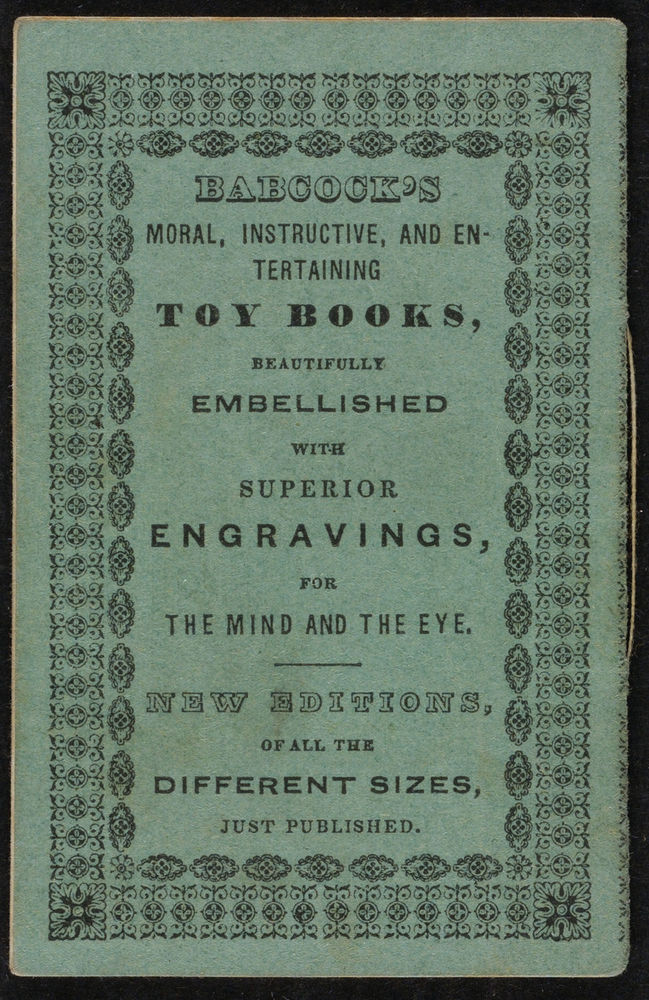 BABCOCK'S
MORAL, INSTRUCTIVE, AND EN-
TERTAINING
TOY BOOKS,
BEAUTIFULLY
EMBELLISHED
WITH
SUPERIOR
ENGRAVINGS,
FOR
THE MIND AND THE EYE.
NEW EDITIONS,
OF ALL THE
DIFFERENT SIZES,
JUST PUBLISHED.